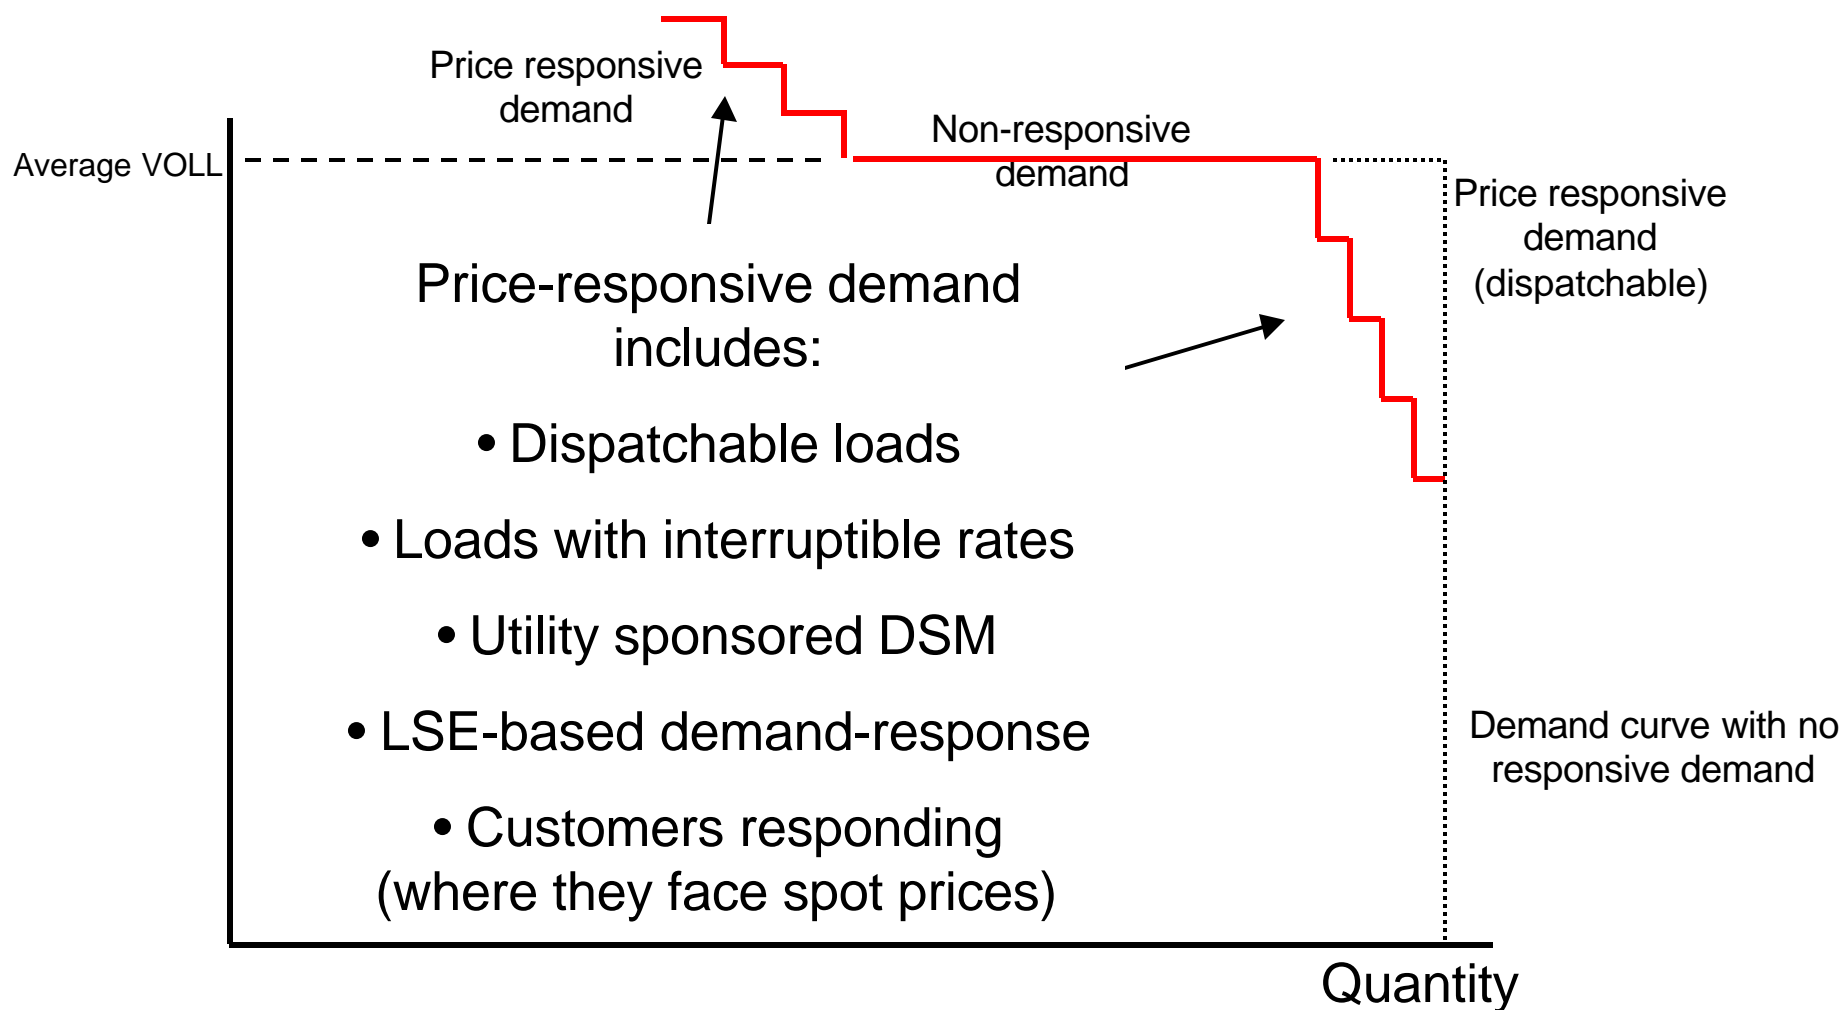 Price responsive
demand
Non-responsive
demand
Average VOLL
Price responsive
demand
(dispatchable)
Price-responsive demand
includes:
• Dispatchable loads
• Loads with interruptible rates
• Utility sponsored DSM
• LSE-based demand-response
Demand curve with no
responsive demand
• Customers responding
(where they face spot prices)
Quantity